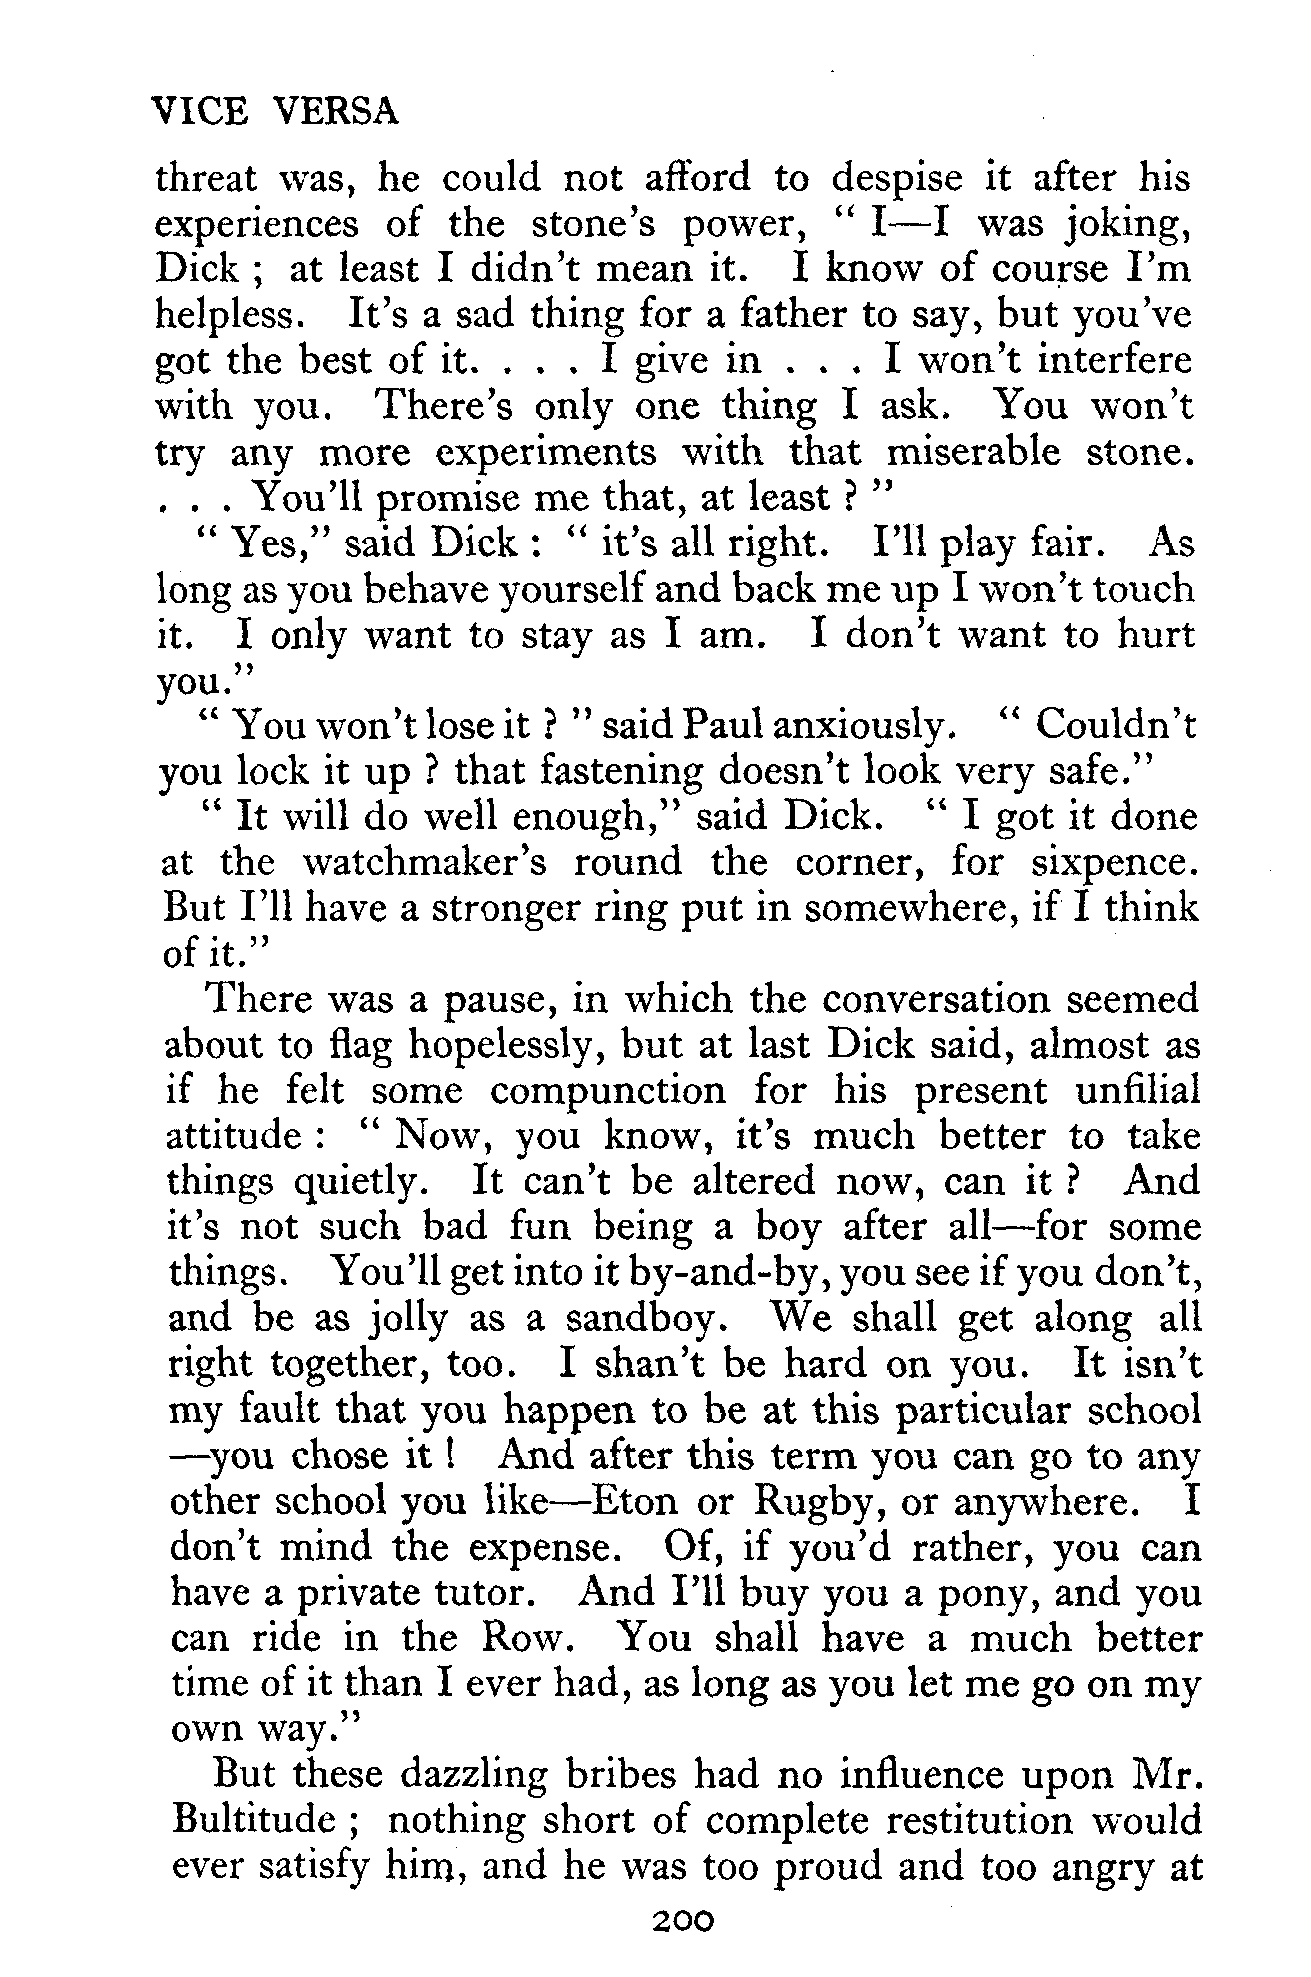 VICE VERSA
threat was, he could not afford to despise it after his
experiences of the stone's power, " I—I was joking,
Dick ; at least I didn't mean it. I know of course I'm
helpless. It's a sad thing for a father to say, but you've
got the best of it. . . . I give in . . . I won't interfere
with you. There's only one thing I ask. You won't
try any more experiments with that miserable stone.
. . . You'll promise me that, at least ? "
" Yes," said Dick : " it's all right. I'll play fair. As
long as you behave yourself and back me up I won't touch
it. I only want to stay as I am. I don't want to hurt
you."
" You won't lose it ? " said Paul anxiously. " Couldn't
you lock it up ? that fastening doesn't look very safe."
" It will do well enough," said Dick. " I got it done
at the watchmaker's round the corner, for sixpence.
But I'll have a stronger ring put in somewhere, if I think
of it."
There was a pause, in which the conversation seemed
about to flag hopelessly, but at last Dick said, almost as
if he felt some compunction for his present unfilial
attitude : " Now, you know, it's much better to take
things quietly. It can't be altered now, can it ? And
it's not such bad fun being a boy after all—for some
things. You'll get into it by-and-by, you see if you don't,
and be as jolly as a sandboy. We shall get along all
right together, too. I shan't be hard on you. It isn't
my fault that you happen to be at this particular school
—you chose it ! And after this term you can go to any
other school you like—Eton or Rugby, or anywhere. I
don't mind the expense. Of, if you'd rather, you can
have a private tutor. And I'll buy you a pony, and you
can ride in the Row. You shall have a much better
time of it than I ever had, as long as you let me go on my
own way."
But these dazzling bribes had no influence upon Mr.
Bultitude ; nothing short of complete restitution would
ever satisfy him, and he was too proud and too angry at
200